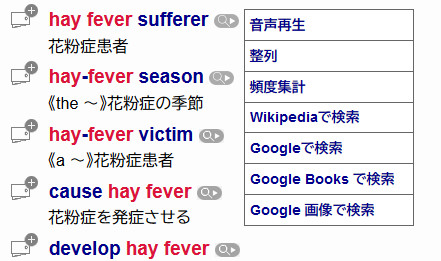 hay fever sufferer
花粉症患者
hay-fever season
《the ～》花粉症の季節
hay-fever victim
《a ～》花粉症患者
cause hay fever
花粉症を発症させる
develop hay fever
音声再生
整列
頻度集計
Wikipediaで検索
Googleで検索
Google Books で検索
Google 画像で検索